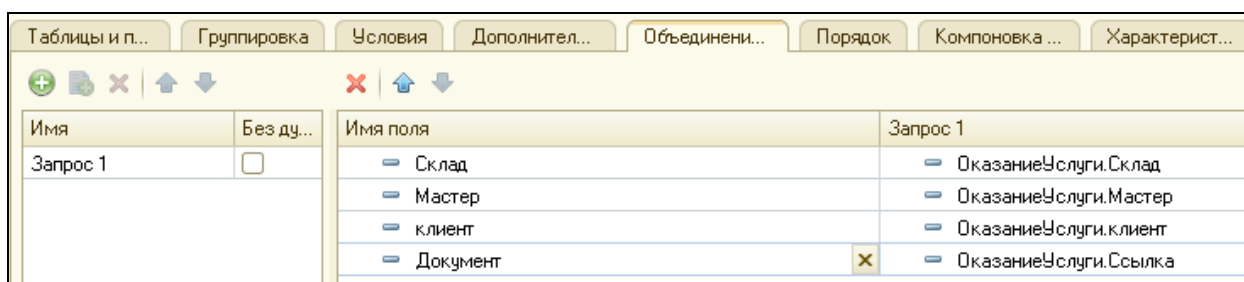 Таблицы и п... Группировка Условия Дополнител... Объединени... Порядок Компоновка ... Характерист...
Имя Без ду... Имя поля Запрос 1
Запрос 1 Склад ОказаниеУслуги.Склад
Мастер ОказаниеУслуги.Мастер
клиент ОказаниеУслуги.клиент
Документ ОказаниеУслуги.Ссылка